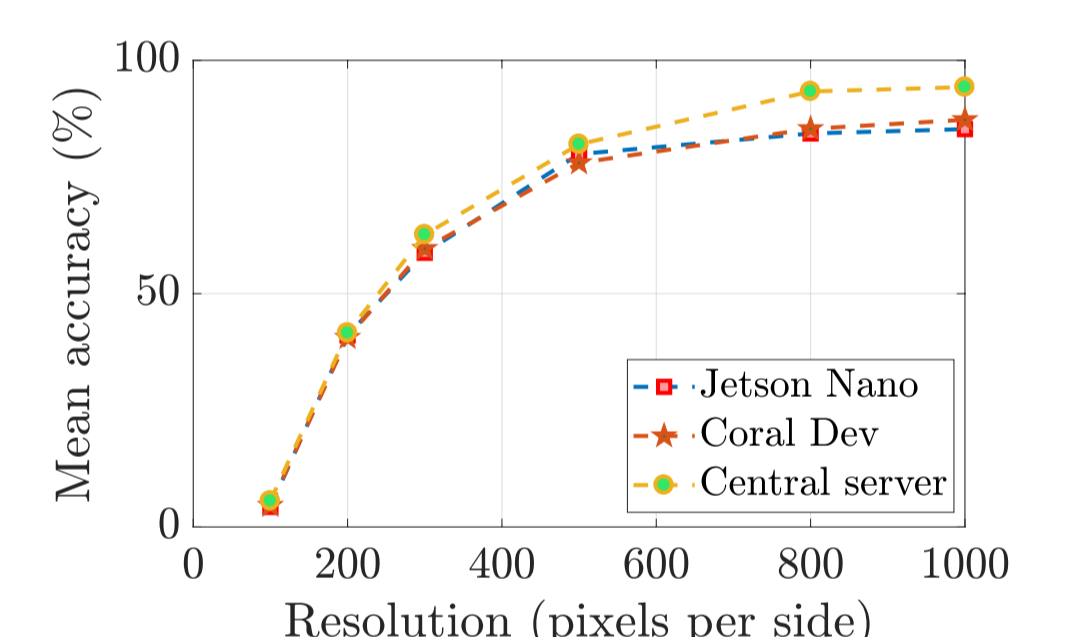 100
50
0
Mean accuracy (%)
Jetson Nano
Coral Dev
Central server
0 200 400 600 800 1000
Resolution (pixels per side)